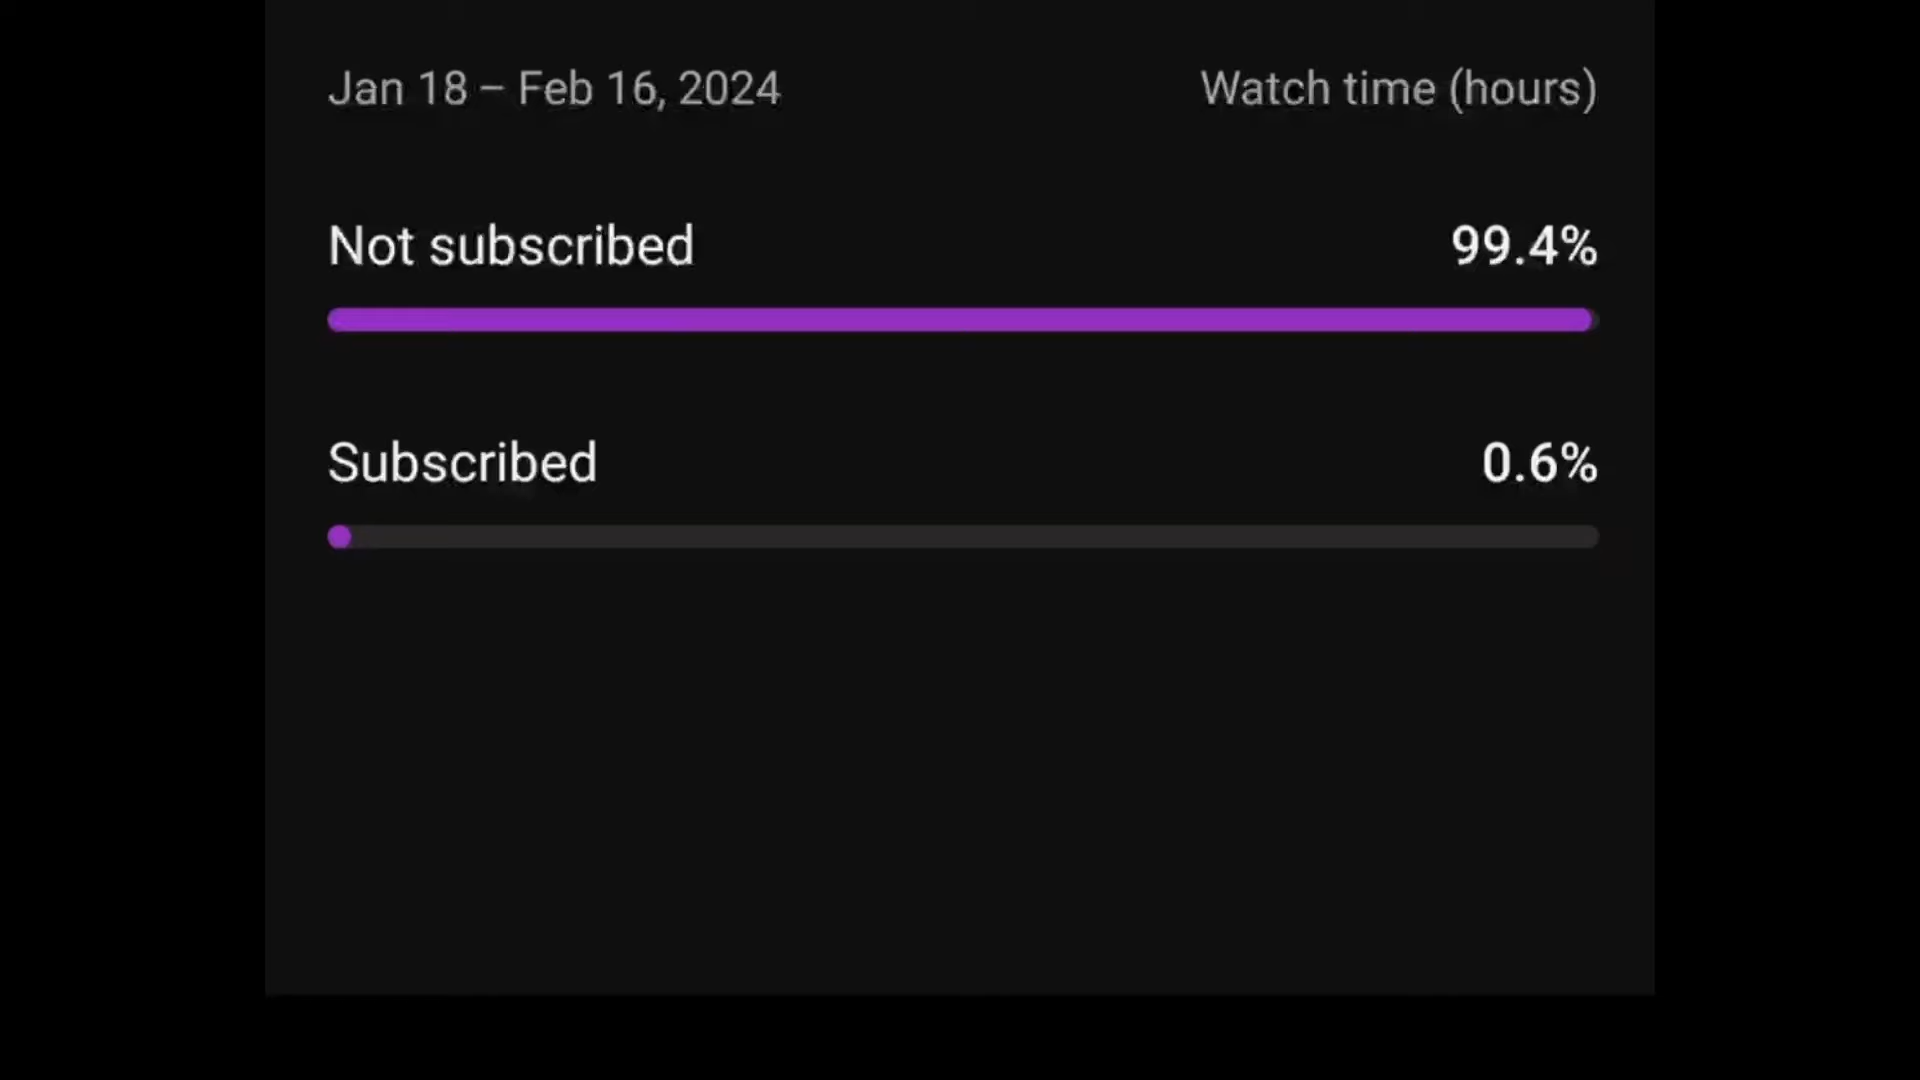 Jan 18 – Feb 16, 2024 Watch time (hours)
Not subscribed 99.4%
Subscribed 0.6%